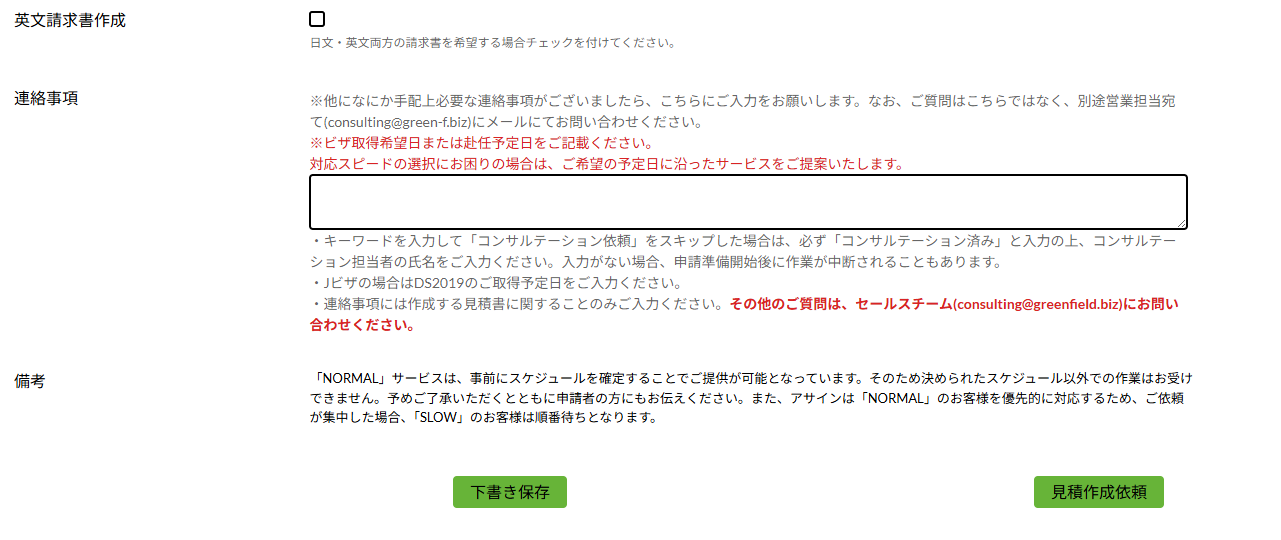 英文請求書作成
日文・英文両方の請求書を希望する場合チェックを付けてください。
連絡事項
※他になにか手配上必要な連絡事項がございましたら、こちらにご入力をお願いします。なお、ご質問はこちらではなく、別途営業担当宛
て(consulting@green-f.biz)にメールにてお問い合わせください。
※ビザ取得希望日または赴任予定日をご記載ください。
対応スピードの選択にお困りの場合は、ご希望の予定日に沿ったサービスをご提案いたします。
・キーワードを入力して「コンサルテーション依頼」をスキップした場合は、必ず「コンサルテーション済み」と入力の上、コンサルテー
ション担当者の氏名をご入力ください。入力がない場合、申請準備開始後に作業が中断されることもあります。
・Jビザの場合はDS2019のご取得予定日をご入力ください。
・連絡事項には作成する見積書に関することのみご入力ください。その他のご質問は、セールスチーム(consulting@greenfield.biz)にお問い
合わせください。
備考
「NORMAL」サービスは、事前にスケジュールを確定することでご提供が可能となっています。そのため決められたスケジュール以外での作業はお受け
できません。予めご了承いただくとともに申請者の方にもお伝えください。また、アサインは「NORMAL」のお客様を優先的に対応するため、ご依頼
が集中した場合、「SLOW」のお客様は順番待ちとなります。
下書き保存
見積作成依頼